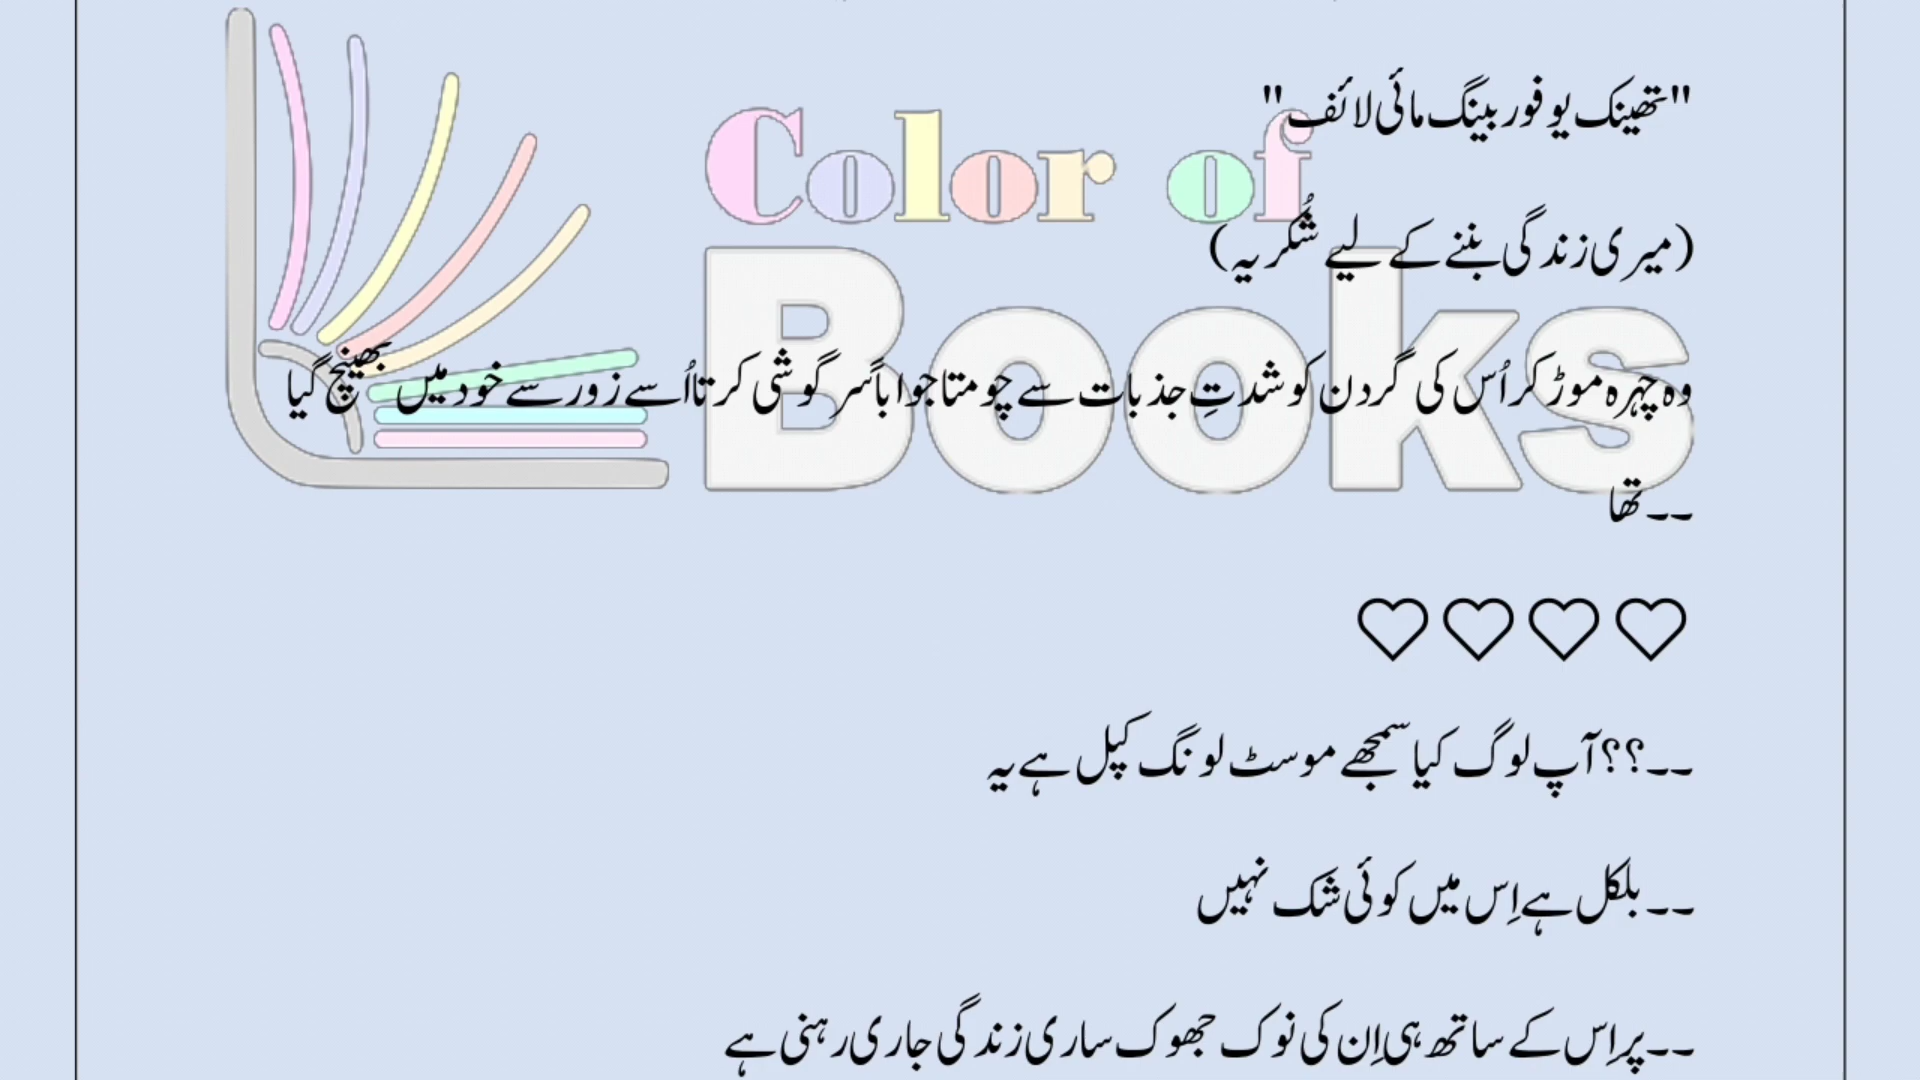 "تھینک یو فور بینگ مائی لائف"
Color of
(میری زندگی بننے کے لیے شُکریہ)
Books
وہ چہرہ موڑ کر اُس کی گردن کو شدتِ جذبات سے چومتا جواباً سرگوشی کرتا اُسے زور سے خود میں بھینچ گیا
۔۔تھا
♡♡♡♡
۔۔؟؟آپ لوگ کیا سمجھے موسٹ لونگ کپل ہے یہ
۔۔بلکل ہے اِس میں کوئی شک نہیں
۔۔پر اِس کے ساتھ ہی اِن کی نوک جھوک ساری زندگی جاری رہنی ہے